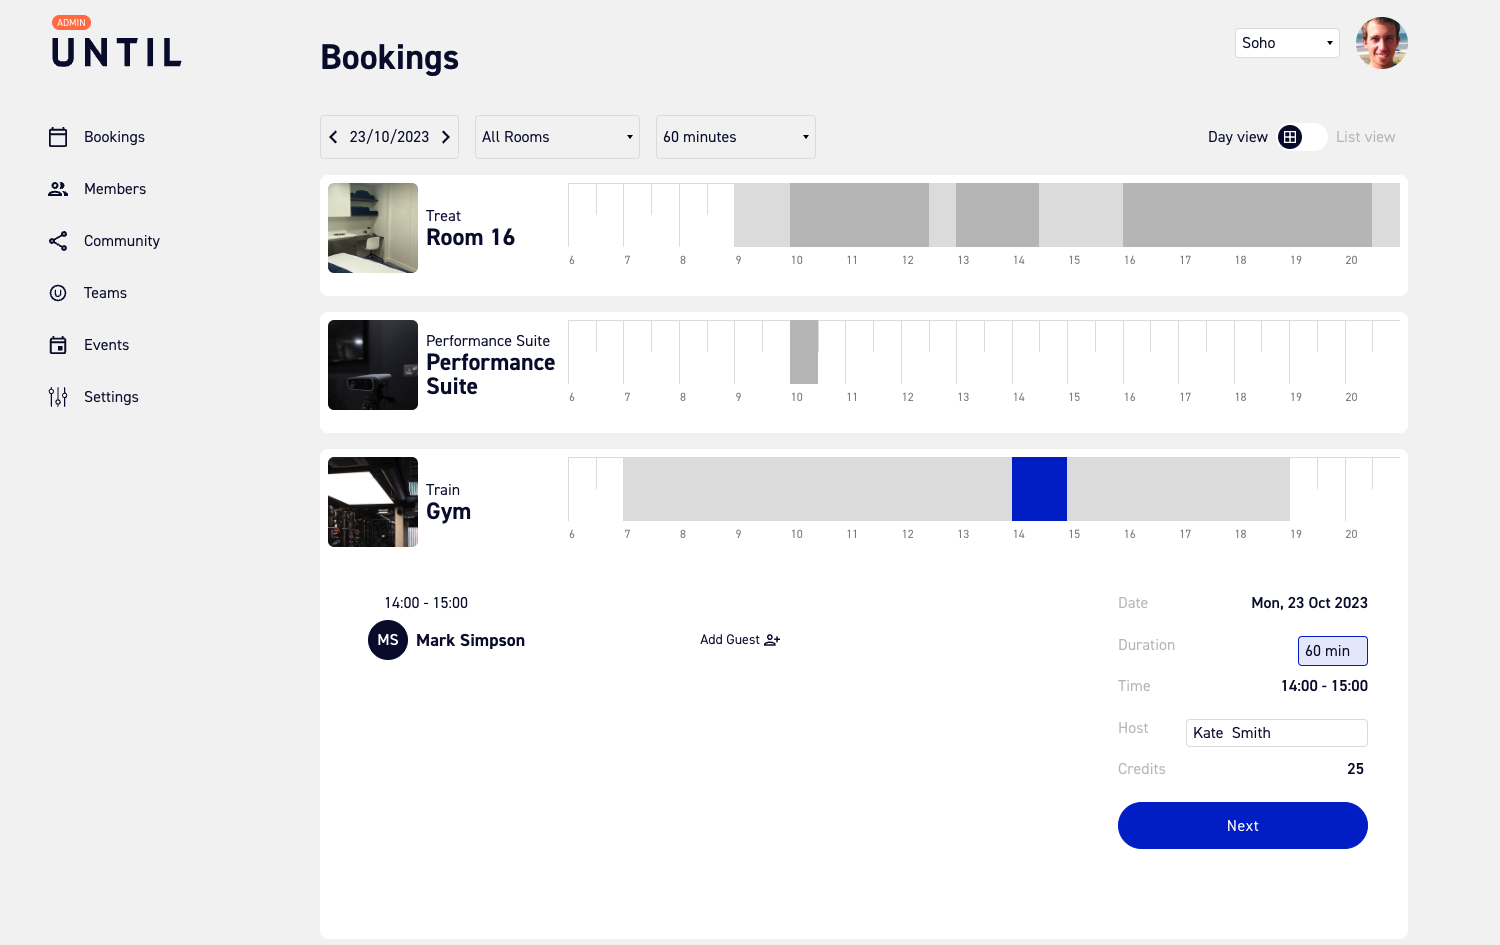 ADMIN
UNTIL
Bookings
Soho
Bookings
Members
Community
Teams
Events
Settings
23/10/2023
All Rooms
60 minutes
Day view
List view
Treat
Room 16
6 7 8 9 10 11 12 13 14 15 16 17 18 19 20
Performance Suite
Performance
Suite
6 7 8 9 10 11 12 13 14 15 16 17 18 19 20
Train
Gym
6 7 8 9 10 11 12 13 14 15 16 17 18 19 20
14:00 - 15:00
MS Mark Simpson
Add Guest
Date Mon, 23 Oct 2023
Duration 60 min
Time 14:00 - 15:00
Host Kate  Smith
Credits 25
Next